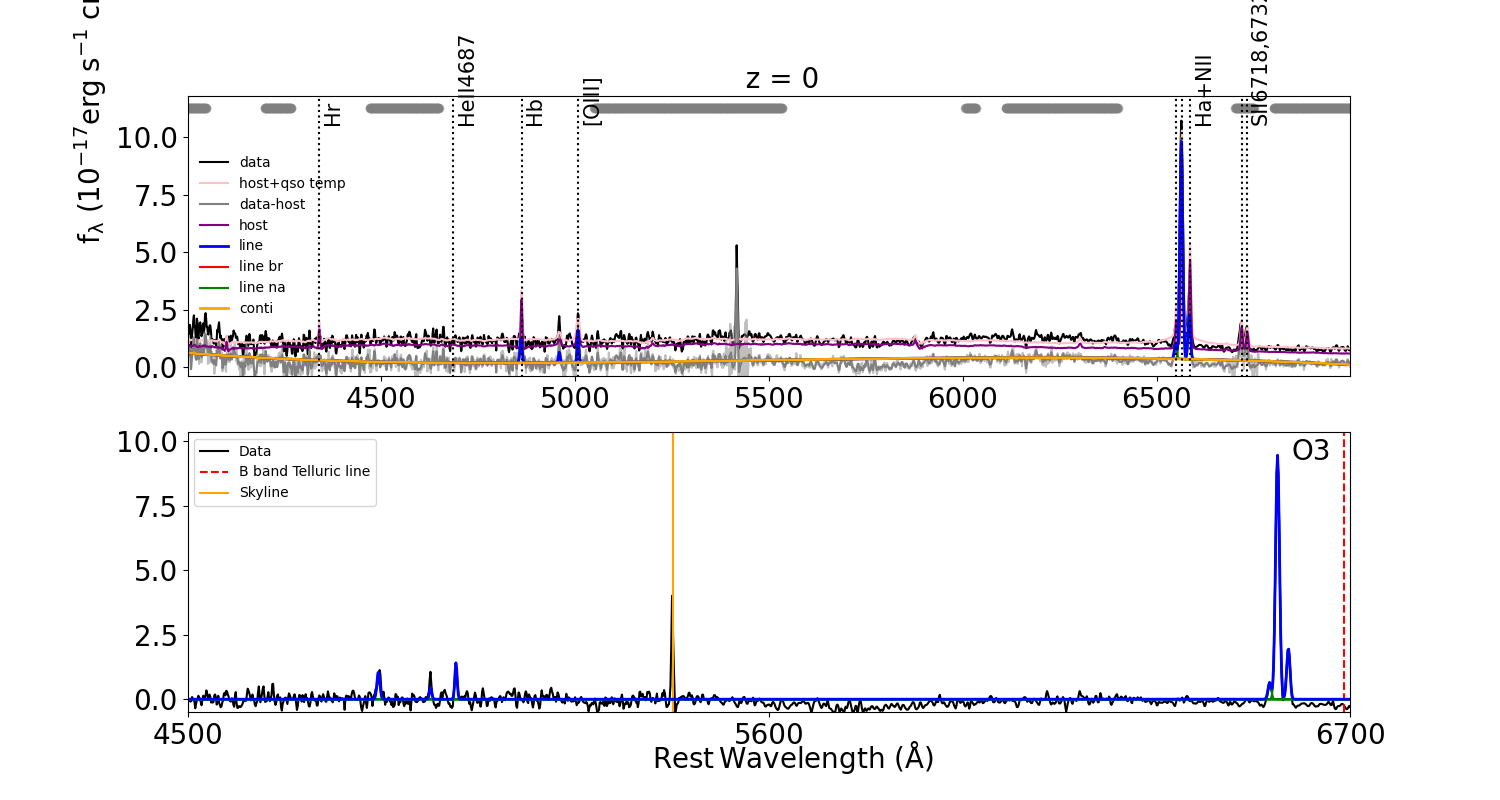 z = 0
fλ (10−17erg s−1 c
Hr
HeII4687
Hb
[OIII]
Ha+NII
SII6718,673
10.0
7.5
5.0
2.5
0.0
data
host+qso temp
data-host
host
line
line br
line na
conti
4500
5000
5500
6000
6500
10.0
7.5
5.0
2.5
0.0
Data
B band Telluric line
Skyline
O3
4500
5600
6700
Rest Wavelength (Å)